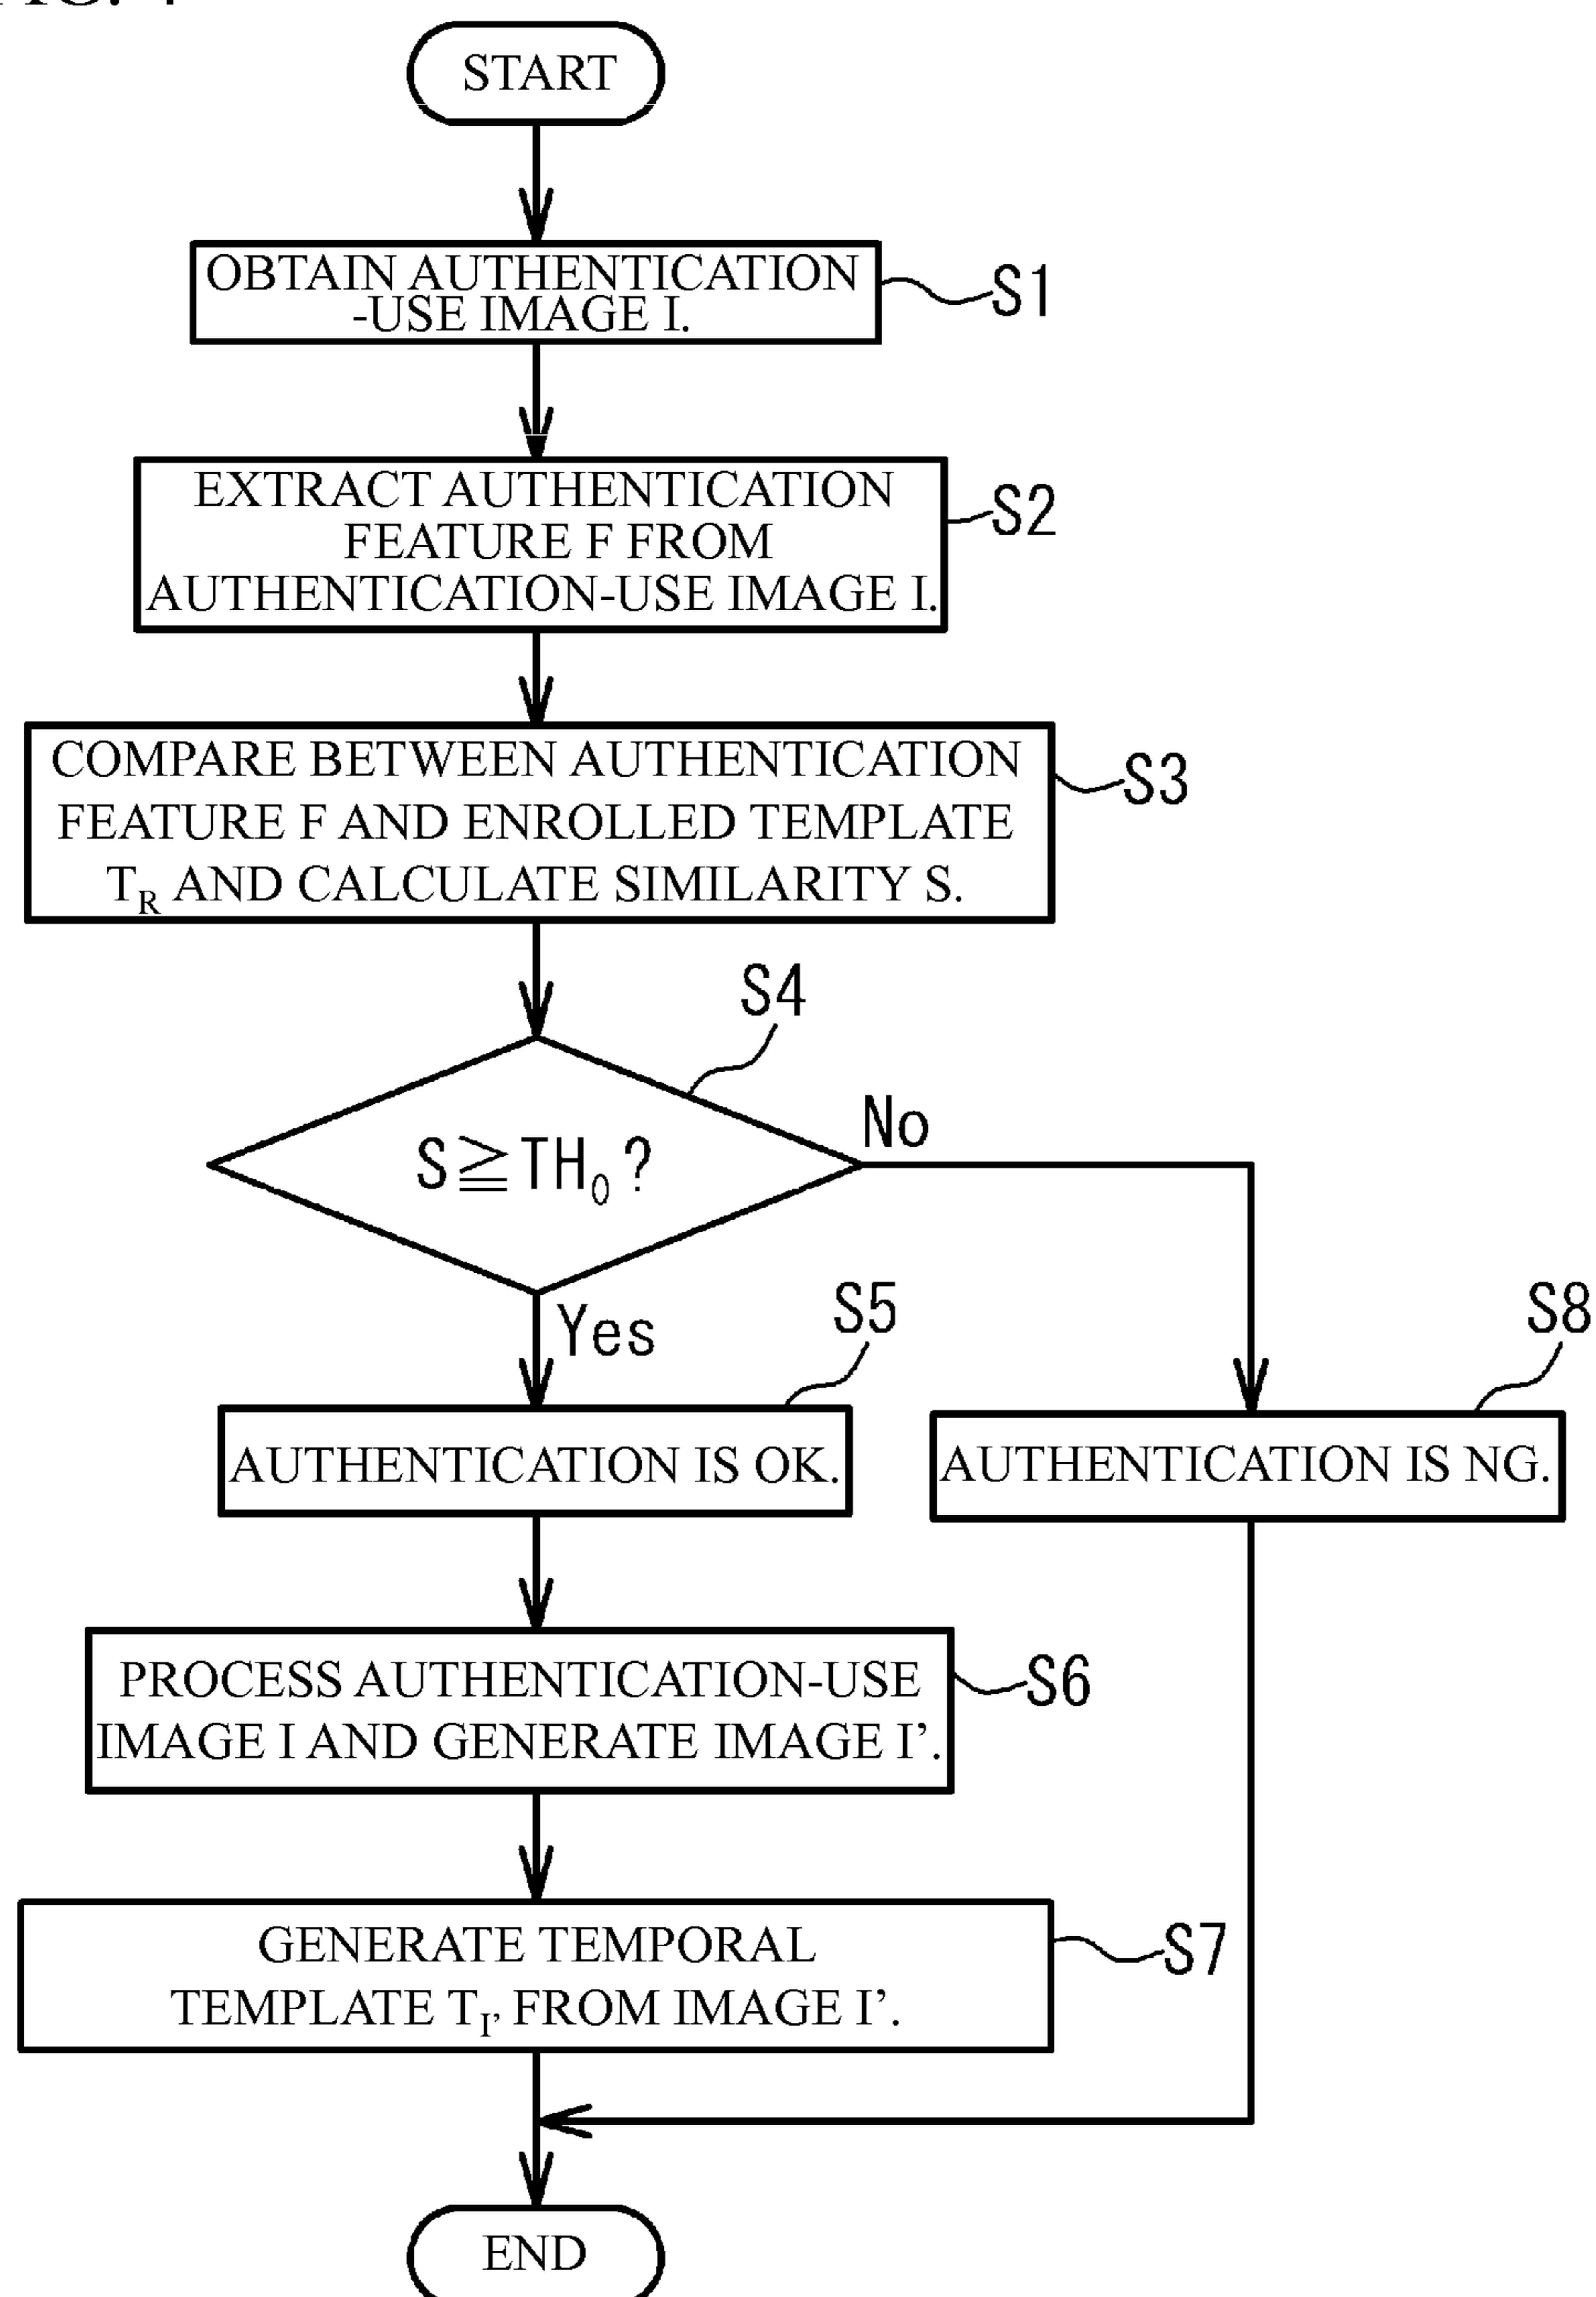 START
OBTAIN AUTHENTICATION
-USE IMAGE I.
S1
EXTRACT AUTHENTICATION
FEATURE F FROM
AUTHENTICATION-USE IMAGE I.
S2
COMPARE BETWEEN AUTHENTICATION
FEATURE F AND ENROLLED TEMPLATE
T_R AND CALCULATE SIMILARITY S.
S3
S4
S≧TH₀?
No
Yes
S5
AUTHENTICATION IS OK.
S8
AUTHENTICATION IS NG.
PROCESS AUTHENTICATION-USE
IMAGE I AND GENERATE IMAGE I’.
S6
GENERATE TEMPORAL
TEMPLATE T_I’ FROM IMAGE I’.
S7
END